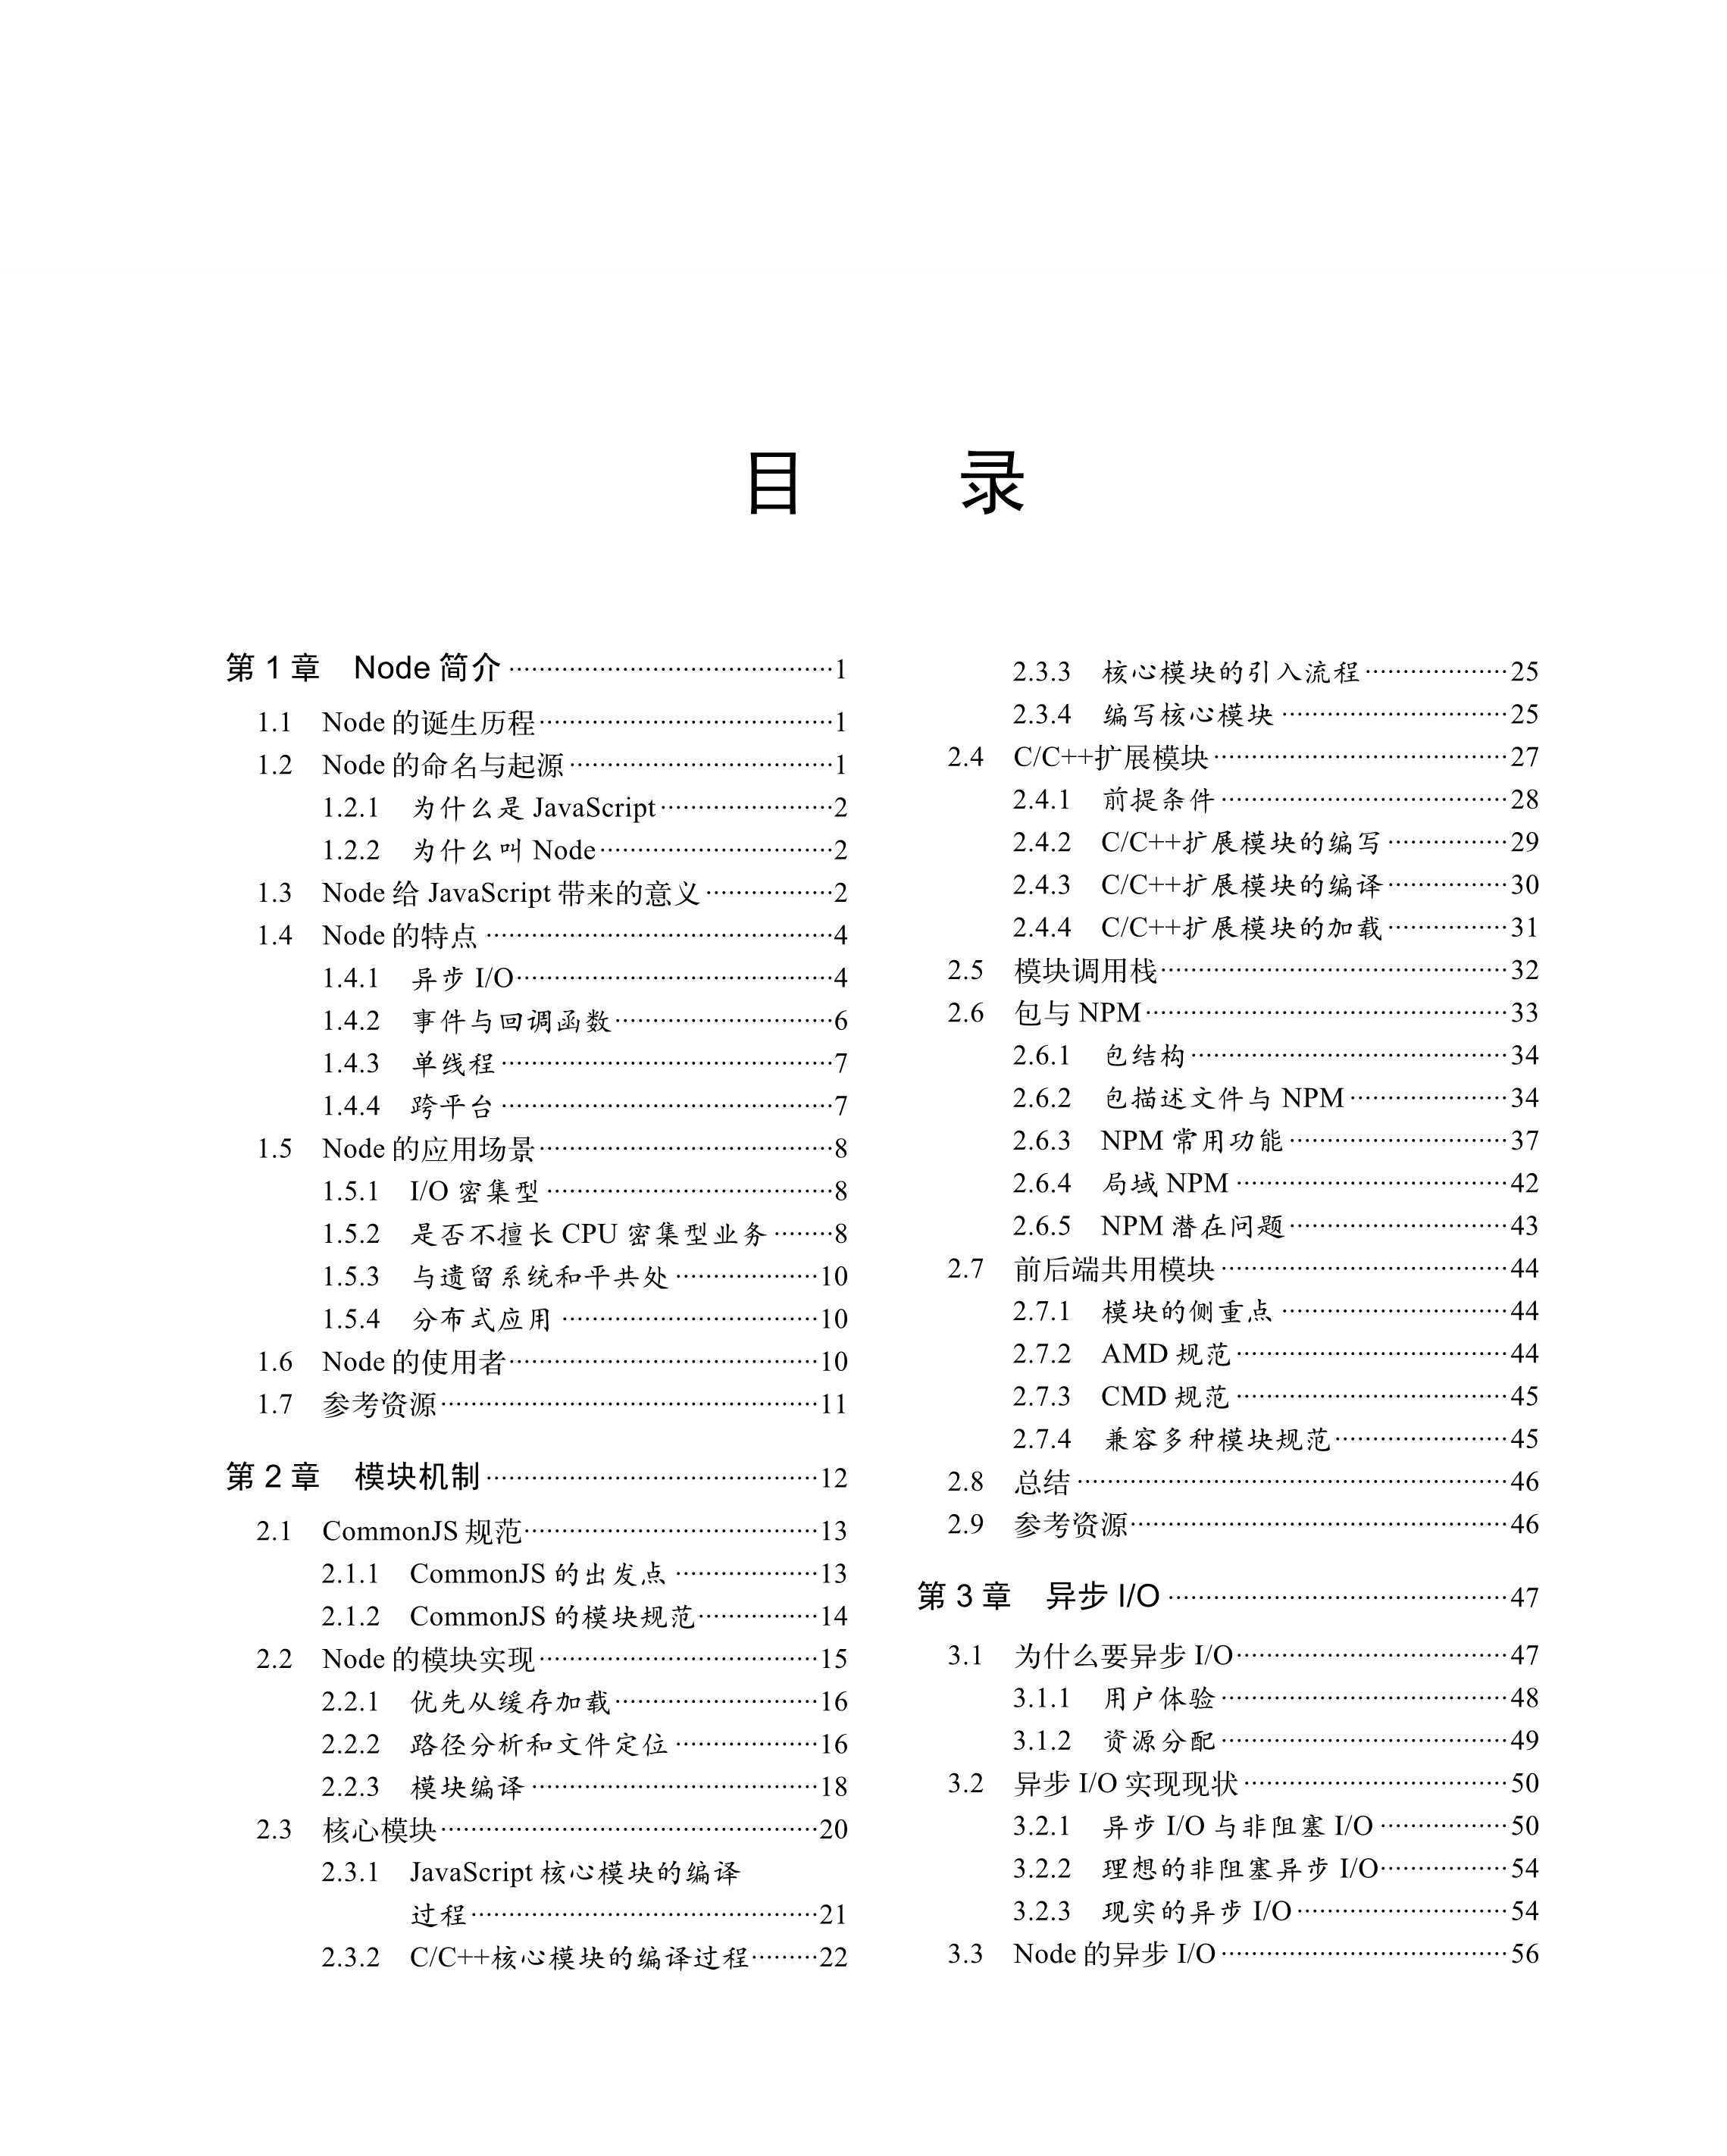 目 录
第 1 章 Node 简介 …………………………………… 1
1.1 Node 的诞生历程 ………………………………… 1
1.2 Node 的命名与起源 ……………………………… 1
1.2.1 为什么是 JavaScript ………………… 2
1.2.2 为什么叫 Node ………………………… 2
1.3 Node 给 JavaScript 带来的意义 …………… 2
1.4 Node 的特点 ……………………………………… 4
1.4.1 异步 I/O ………………………………… 4
1.4.2 事件与回调函数 ……………………… 6
1.4.3 单线程 …………………………………… 7
1.4.4 跨平台 …………………………………… 7
1.5 Node 的应用场景 ………………………………… 8
1.5.1 I/O 密集型 ……………………………… 8
1.5.2 是否不擅长 CPU 密集型业务 ……… 8
1.5.3 与遗留系统和平共处 ……………… 10
1.5.4 分布式应用 …………………………… 10
1.6 Node 的使用者 …………………………………… 10
1.7 参考资源 …………………………………………… 11
第 2 章 模块机制 …………………………………… 12
2.1 CommonJS 规范 ………………………………… 13
2.1.1 CommonJS 的出发点 ……………… 13
2.1.2 CommonJS 的模块规范 …………… 14
2.2 Node 的模块实现 ………………………………… 15
2.2.1 优先从缓存加载 ……………………… 16
2.2.2 路径分析和文件定位 ……………… 16
2.2.3 模块编译 ………………………………… 18
2.3 核心模块 …………………………………………… 20
2.3.1 JavaScript 核心模块的编译
过程 ……………………………………… 21
2.3.2 C/C++核心模块的编译过程 ……… 22
2.3.3 核心模块的引入流程 ……………… 25
2.3.4 编写核心模块 ………………………… 25
2.4 C/C++扩展模块 ………………………………… 27
2.4.1 前提条件 ………………………………… 28
2.4.2 C/C++扩展模块的编写 …………… 29
2.4.3 C/C++扩展模块的编译 …………… 30
2.4.4 C/C++扩展模块的加载 …………… 31
2.5 模块调用栈 ………………………………………… 32
2.6 包与 NPM ………………………………………… 33
2.6.1 包结构 …………………………………… 34
2.6.2 包描述文件与 NPM ………………… 34
2.6.3 NPM 常用功能 ………………………… 37
2.6.4 局域 NPM ……………………………… 42
2.6.5 NPM 潜在问题 ………………………… 43
2.7 前后端共用模块 ………………………………… 44
2.7.1 模块的侧重点 ………………………… 44
2.7.2 AMD 规范 ……………………………… 44
2.7.3 CMD 规范 ……………………………… 45
2.7.4 兼容多种模块规范 ………………… 45
2.8 总结 ………………………………………………… 46
2.9 参考资源 …………………………………………… 46
第 3 章 异步 I/O …………………………………… 47
3.1 为什么要异步 I/O ……………………………… 47
3.1.1 用户体验 ………………………………… 48
3.1.2 资源分配 ………………………………… 49
3.2 异步 I/O 实现现状 ……………………………… 50
3.2.1 异步 I/O 与非阻塞 I/O ……………… 50
3.2.2 理想的非阻塞异步 I/O …………… 54
3.2.3 现实的异步 I/O ……………………… 54
3.3 Node 的异步 I/O ………………………………… 56